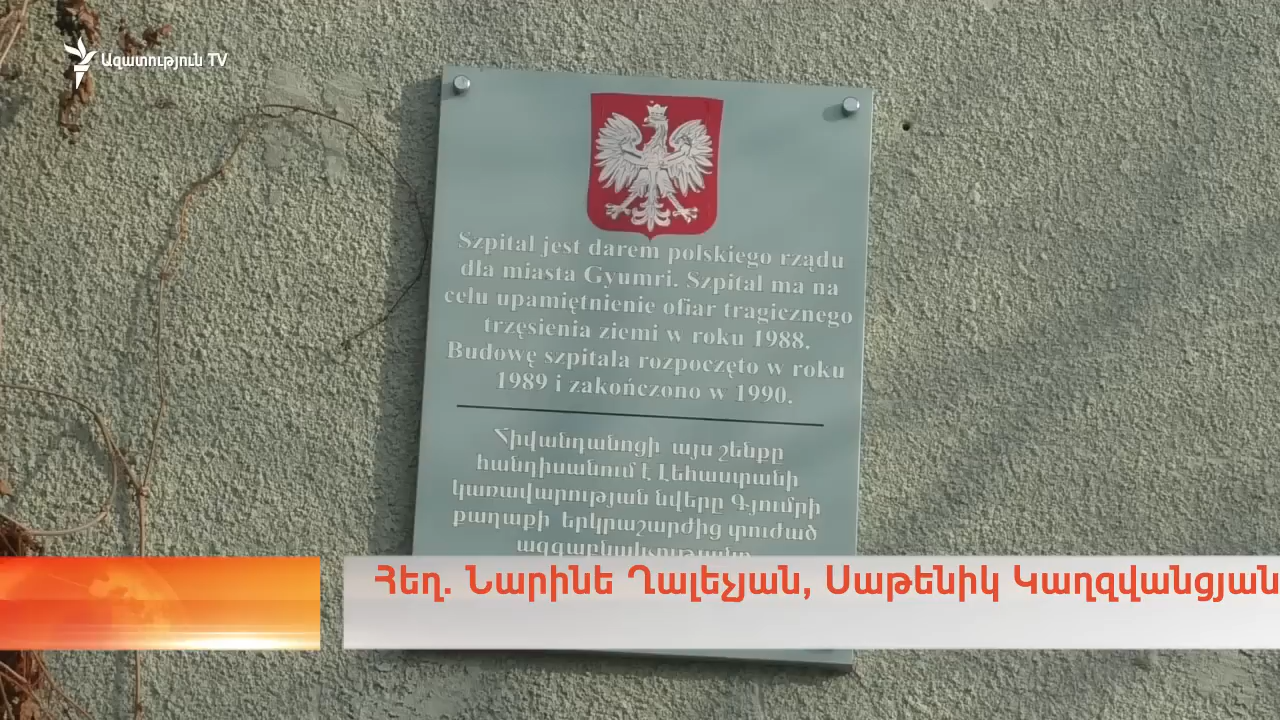 Ազատություն TV
Szpital jest darem polskiego rządu
dla miasta Gyumri. Szpital ma na
celu upamiętnienie ofiar tragicznego
trzęsienia ziemi w roku 1988.
Budowę szpitala rozpoczęto w roku
1989 i zakończono w 1990.
Հիվանդանոցի այս շենքը
հանդիսանում է Լեհաստանի
կառավարության նվերը Գյումրի
քաղաքի երկրաշարժից տուժած
ազգաբնակչությանը
Հեղ. Նարինե Ղալեչյան, Սաթենիկ Կաղզվանցյան